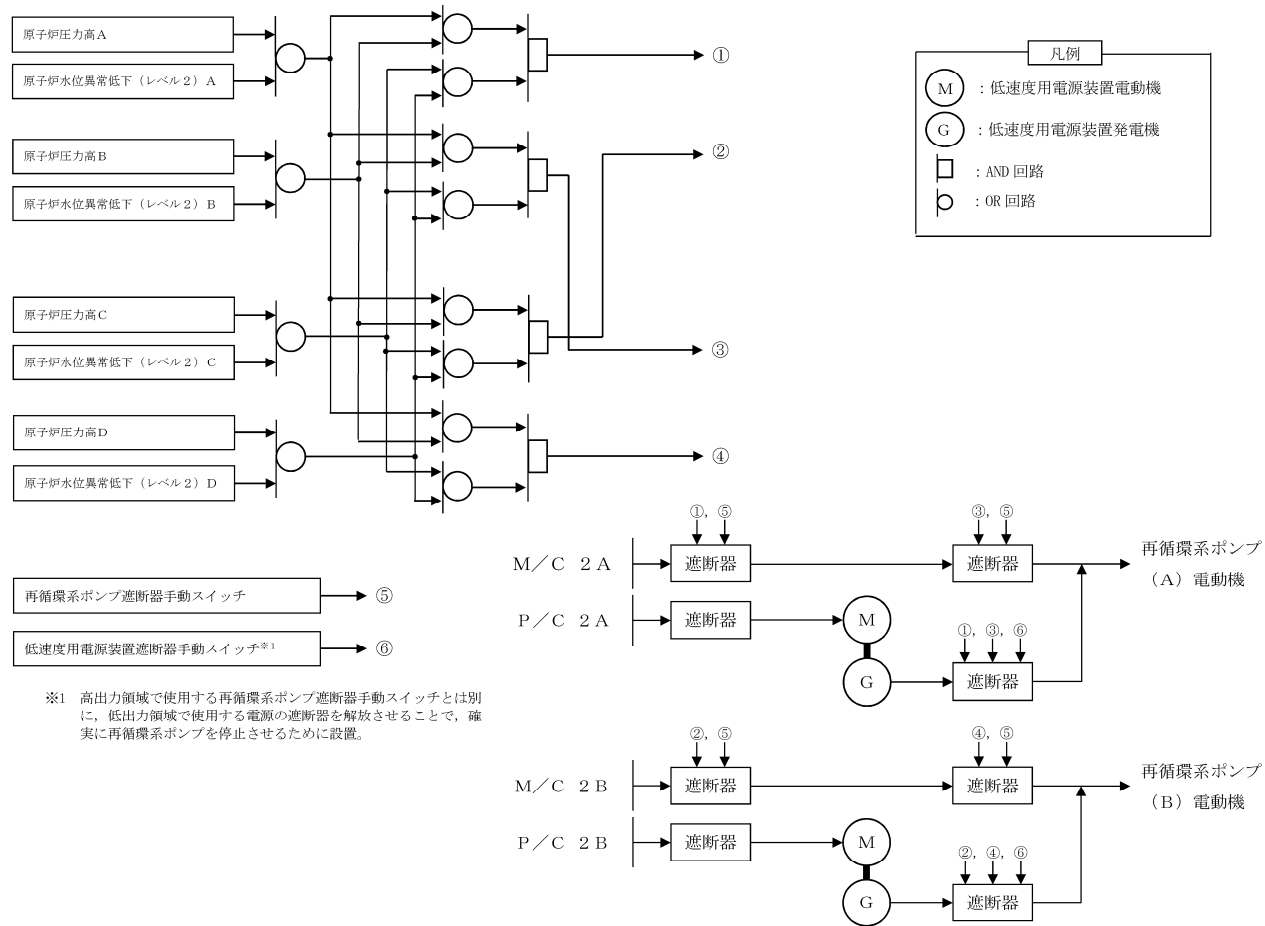 原子炉圧力高A
原子炉水位異常低下（レベル２）A
原子炉圧力高B
原子炉水位異常低下（レベル２）B
原子炉圧力高C
原子炉水位異常低下（レベル２）C
原子炉圧力高D
原子炉水位異常低下（レベル２）D
①
②
③
④
凡例
M ：低速度用電源装置電動機
G ：低速度用電源装置発電機
：AND 回路
：OR 回路
再循環系ポンプ遮断器手動スイッチ ⑤
低速度用電源装置遮断器手動スイッチ※1 ⑥
※1 高出力領域で使用する再循環系ポンプ遮断器手動スイッチとは別
に，低出力領域で使用する電源の遮断器を解放させることで，確
実に再循環系ポンプを停止させるために設置。
①，⑤ ③，⑤
M／C 2A 遮断器 遮断器 再循環系ポンプ
（A）電動機
P／C 2A 遮断器 M
①，③，⑥
G 遮断器
②，⑤ ④，⑤
M／C 2B 遮断器 遮断器 再循環系ポンプ
（B）電動機
P／C 2B 遮断器 M
②，④，⑥
G 遮断器